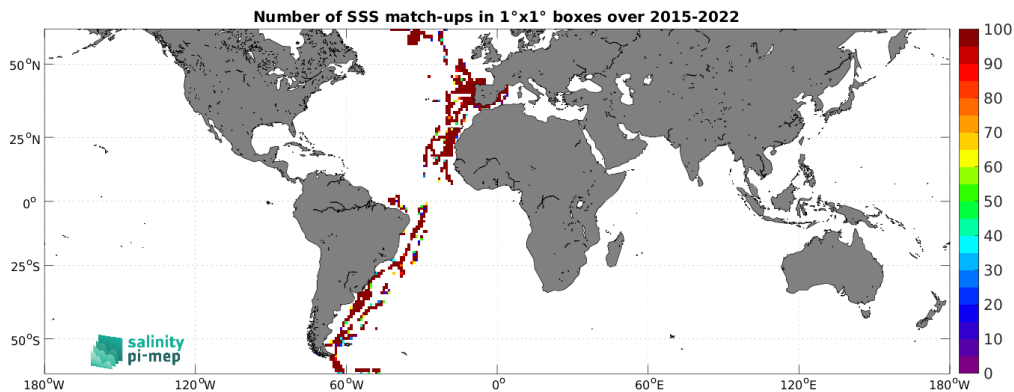 Number of SSS match-ups in 1°x1° boxes over 2015-2022
50°N
25°N
0°
25°S
50°S
180°W
120°W
60°W
0°
60°E
120°E
180°W
100
90
80
70
60
50
40
30
20
10
0
salinity
pi-mep